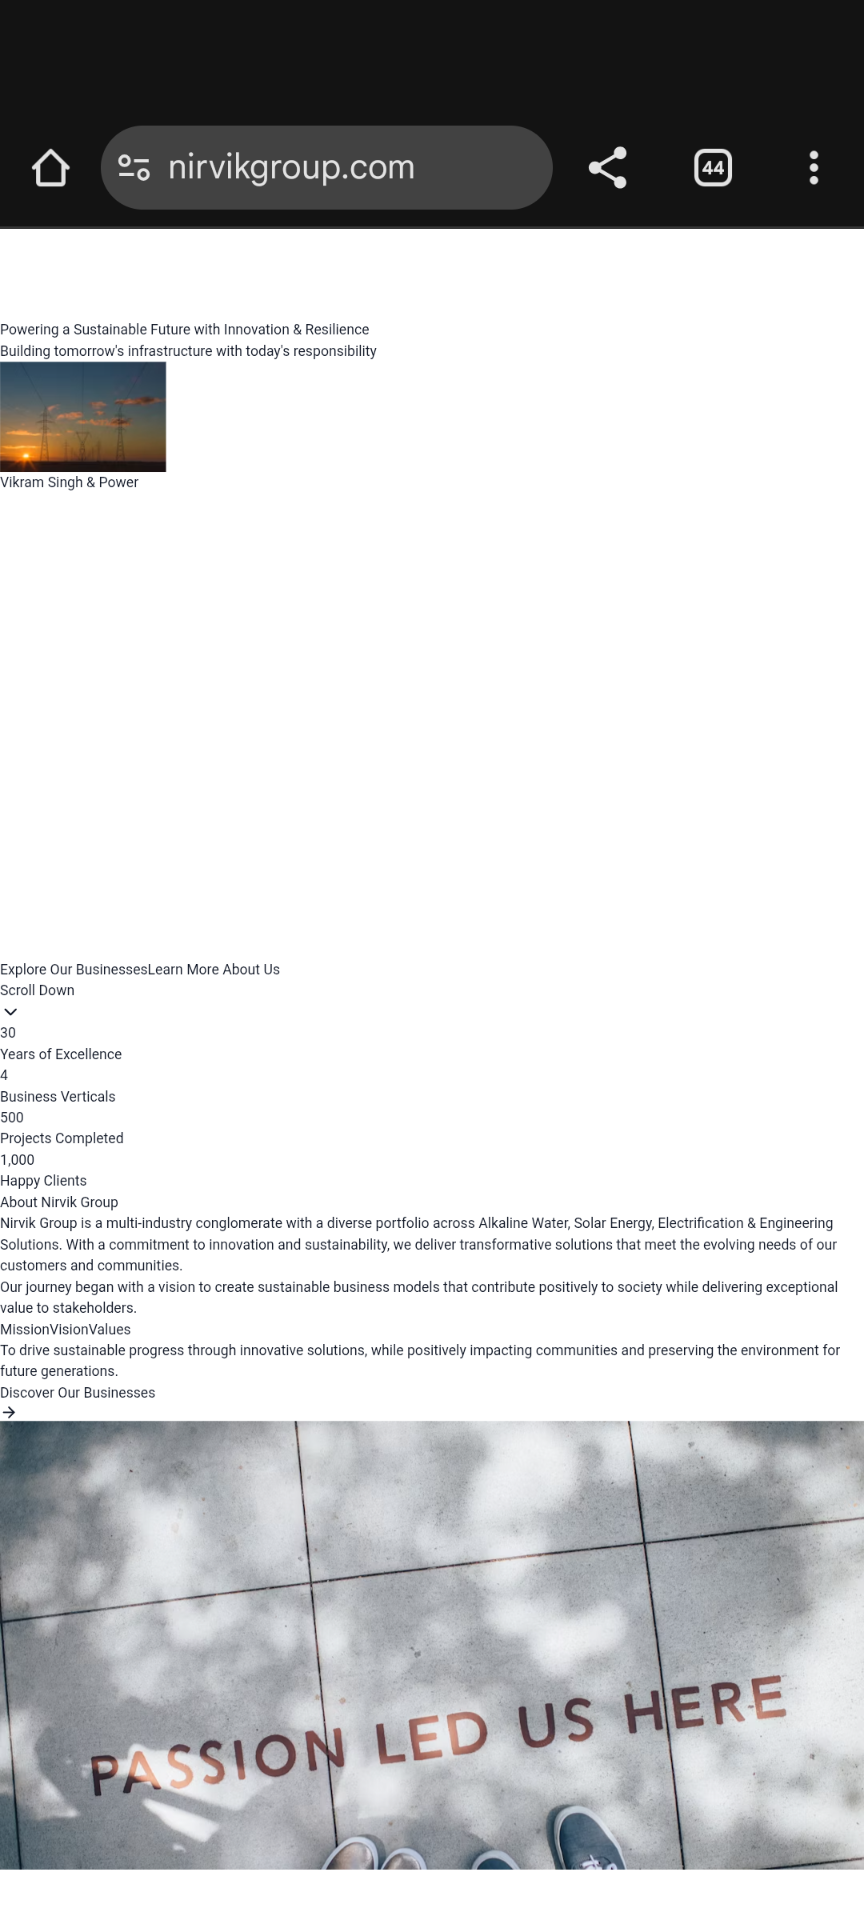 nirvikgroup.com
44
Powering a Sustainable Future with Innovation & Resilience
Building tomorrow's infrastructure with today's responsibility
Vikram Singh & Power
Explore Our BusinessesLearn More About Us
Scroll Down
30
Years of Excellence
4
Business Verticals
500
Projects Completed
1,000
Happy Clients
About Nirvik Group
Nirvik Group is a multi-industry conglomerate with a diverse portfolio across Alkaline Water, Solar Energy, Electrification & Engineering
Solutions. With a commitment to innovation and sustainability, we deliver transformative solutions that meet the evolving needs of our
customers and communities.
Our journey began with a vision to create sustainable business models that contribute positively to society while delivering exceptional
value to stakeholders.
MissionVisionValues
To drive sustainable progress through innovative solutions, while positively impacting communities and preserving the environment for
future generations.
Discover Our Businesses
PASSION LED US HERE